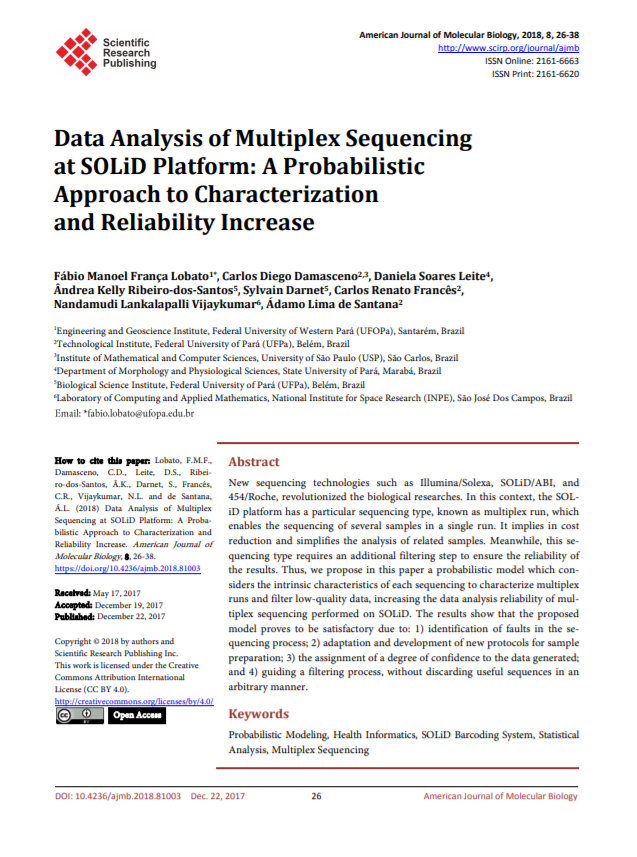 Scientific
Research
Publishing
American Journal of Molecular Biology, 2018, 8, 26-38
http://www.scirp.org/journal/ajmb
ISSN Online: 2161-6663
ISSN Print: 2161-6620
Data Analysis of Multiplex Sequencing
at SOLiD Platform: A Probabilistic
Approach to Characterization
and Reliability Increase
Fábio Manoel França Lobato1*, Carlos Diego Damasceno2,3, Daniela Soares Leite4,
Ândrea Kelly Ribeiro-dos-Santos5, Sylvain Darnet5, Carlos Renato Francês2,
Nandamudi Lankalapalli Vijaykumar6, Ádamo Lima de Santana2
1Engineering and Geoscience Institute, Federal University of Western Pará (UFOPa), Santarém, Brazil
2Technological Institute, Federal University of Pará (UFPa), Belém, Brazil
3Institute of Mathematical and Computer Sciences, University of São Paulo (USP), São Carlos, Brazil
4Department of Morphology and Physiological Sciences, State University of Pará, Marabá, Brazil
5Biological Science Institute, Federal University of Pará (UFPa), Belém, Brazil
6Laboratory of Computing and Applied Mathematics, National Institute for Space Research (INPE), São José Dos Campos, Brazil
Email: *fabio.lobato@ufopa.edu.br
How to cite this paper: Lobato, F.M.F.,
Damasceno, C.D., Leite, D.S., Ribei-
ro-dos-Santos, Â.K., Darnet, S., Francês,
C.R., Vijaykumar, N.L. and de Santana,
Á.L. (2018) Data Analysis of Multiplex
Sequencing at SOLiD Platform: A Proba-
bilistic Approach to Characterization and
Reliability Increase. American Journal of
Molecular Biology, 8, 26-38.
https://doi.org/10.4236/ajmb.2018.81003
Received: May 17, 2017
Accepted: December 19, 2017
Published: December 22, 2017
Copyright © 2018 by authors and
Scientific Research Publishing Inc.
This work is licensed under the Creative
Commons Attribution International
License (CC BY 4.0).
http://creativecommons.org/licenses/by/4.0/
cc BY Open Access
Abstract
New sequencing technologies such as Illumina/Solexa, SOLiD/ABI, and
454/Roche, revolutionized the biological researches. In this context, the SOL-
iD platform has a particular sequencing type, known as multiplex run, which
enables the sequencing of several samples in a single run. It implies in cost
reduction and simplifies the analysis of related samples. Meanwhile, this se-
quencing type requires an additional filtering step to ensure the reliability of
the results. Thus, we propose in this paper a probabilistic model which con-
siders the intrinsic characteristics of each sequencing to characterize multiplex
runs and filter low-quality data, increasing the data analysis reliability of mul-
tiplex sequencing performed on SOLiD. The results show that the proposed
model proves to be satisfactory due to: 1) identification of faults in the se-
quencing process; 2) adaptation and development of new protocols for sample
preparation; 3) the assignment of a degree of confidence to the data generated;
and 4) guiding a filtering process, without discarding useful sequences in an
arbitrary manner.
Keywords
Probabilistic Modeling, Health Informatics, SOLiD Barcoding System, Statistical
Analysis, Multiplex Sequencing
DOI: 10.4236/ajmb.2018.81003 Dec. 22, 2017
26
American Journal of Molecular Biology